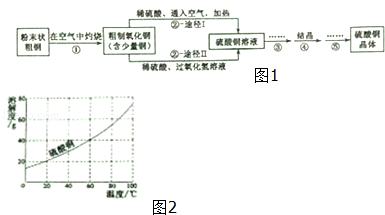 稀硫酸、通入空气,加热
②-途径I
粉末状粗铜
在空气中灼烧
①
粗制氧化铜(含少量铜)
硫酸铜溶液
……
③
结晶
④
……
⑤
硫酸铜晶体
②-途径II
稀硫酸、过氧化氢溶液
图1
溶解度/g
80
60
40
20
硫酸铜
0
20
40
60
80
100
温度/℃
图2